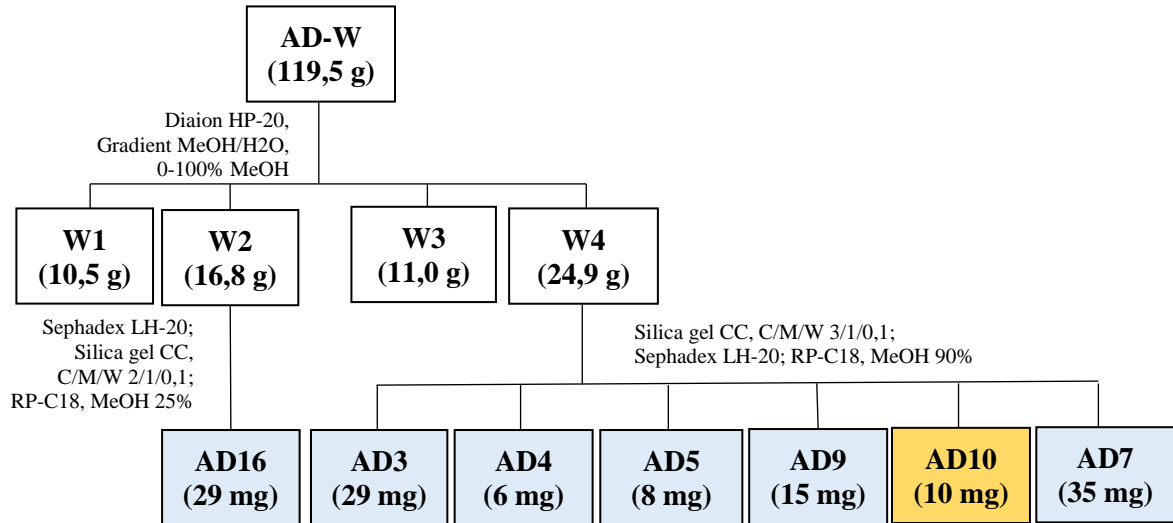 AD-W
(119,5 g)
Diaion HP-20,
Gradient MeOH/H2O,
0-100% MeOH
W1
(10,5 g)
W2
(16,8 g)
W3
(11,0 g)
W4
(24,9 g)
Sephadex LH-20;
Silica gel CC,
C/M/W 2/1/0,1;
RP-C18, MeOH 25%
Silica gel CC, C/M/W 3/1/0,1;
Sephadex LH-20; RP-C18, MeOH 90%
AD16
(29 mg)
AD3
(29 mg)
AD4
(6 mg)
AD5
(8 mg)
AD9
(15 mg)
AD10
(10 mg)
AD7
(35 mg)